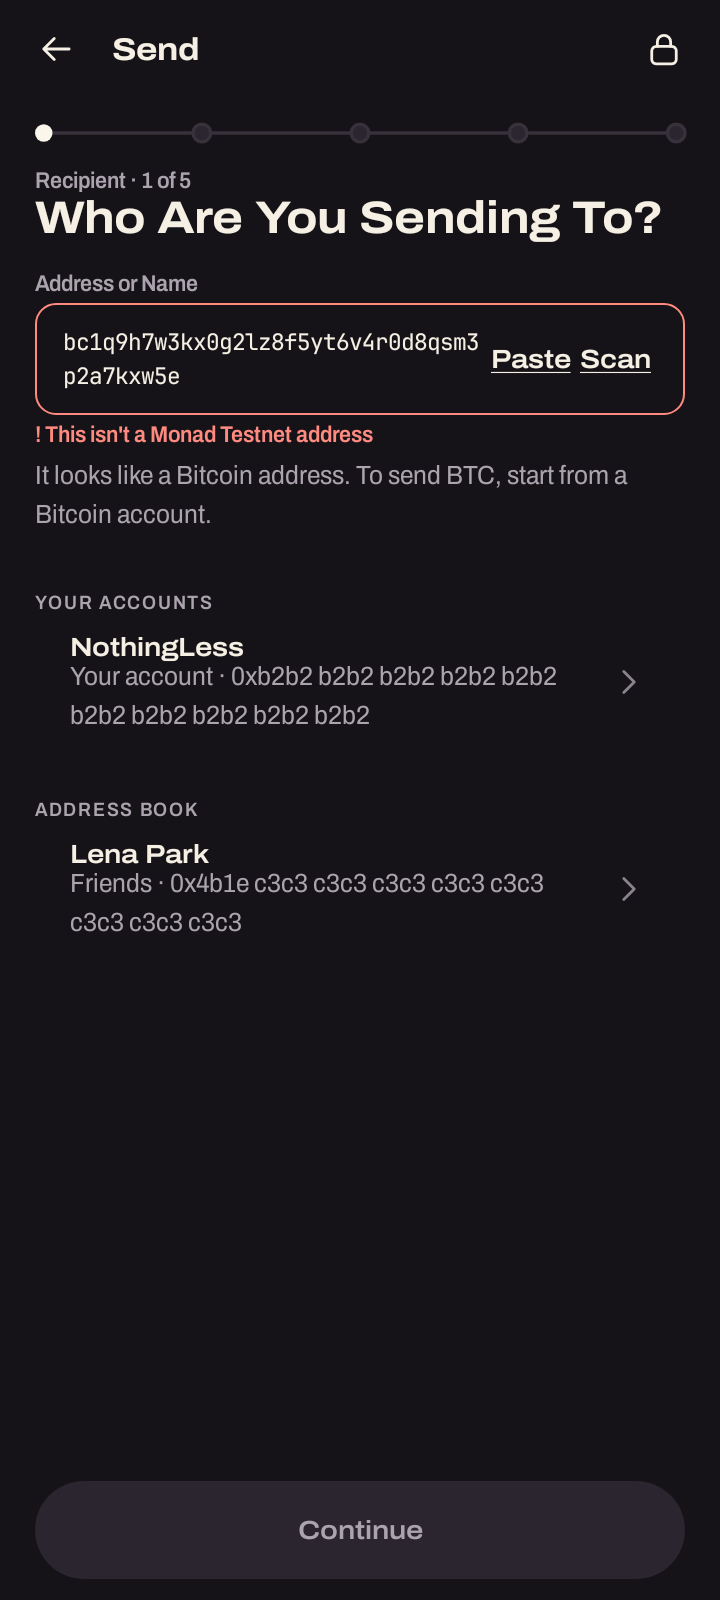 Send
Recipient · 1 of 5
Who Are You Sending To?
Address or Name
bc1q9h7w3kx0g2lz8f5yt6v4r0d8qsm3
p2a7kxw5e
Paste Scan
! This isn't a Monad Testnet address
It looks like a Bitcoin address. To send BTC, start from a
Bitcoin account.
YOUR ACCOUNTS
NothingLess
Your account · 0xb2b2 b2b2 b2b2 b2b2 b2b2
b2b2 b2b2 b2b2 b2b2 b2b2
ADDRESS BOOK
Lena Park
Friends · 0x4b1e c3c3 c3c3 c3c3 c3c3 c3c3
c3c3 c3c3 c3c3
Continue